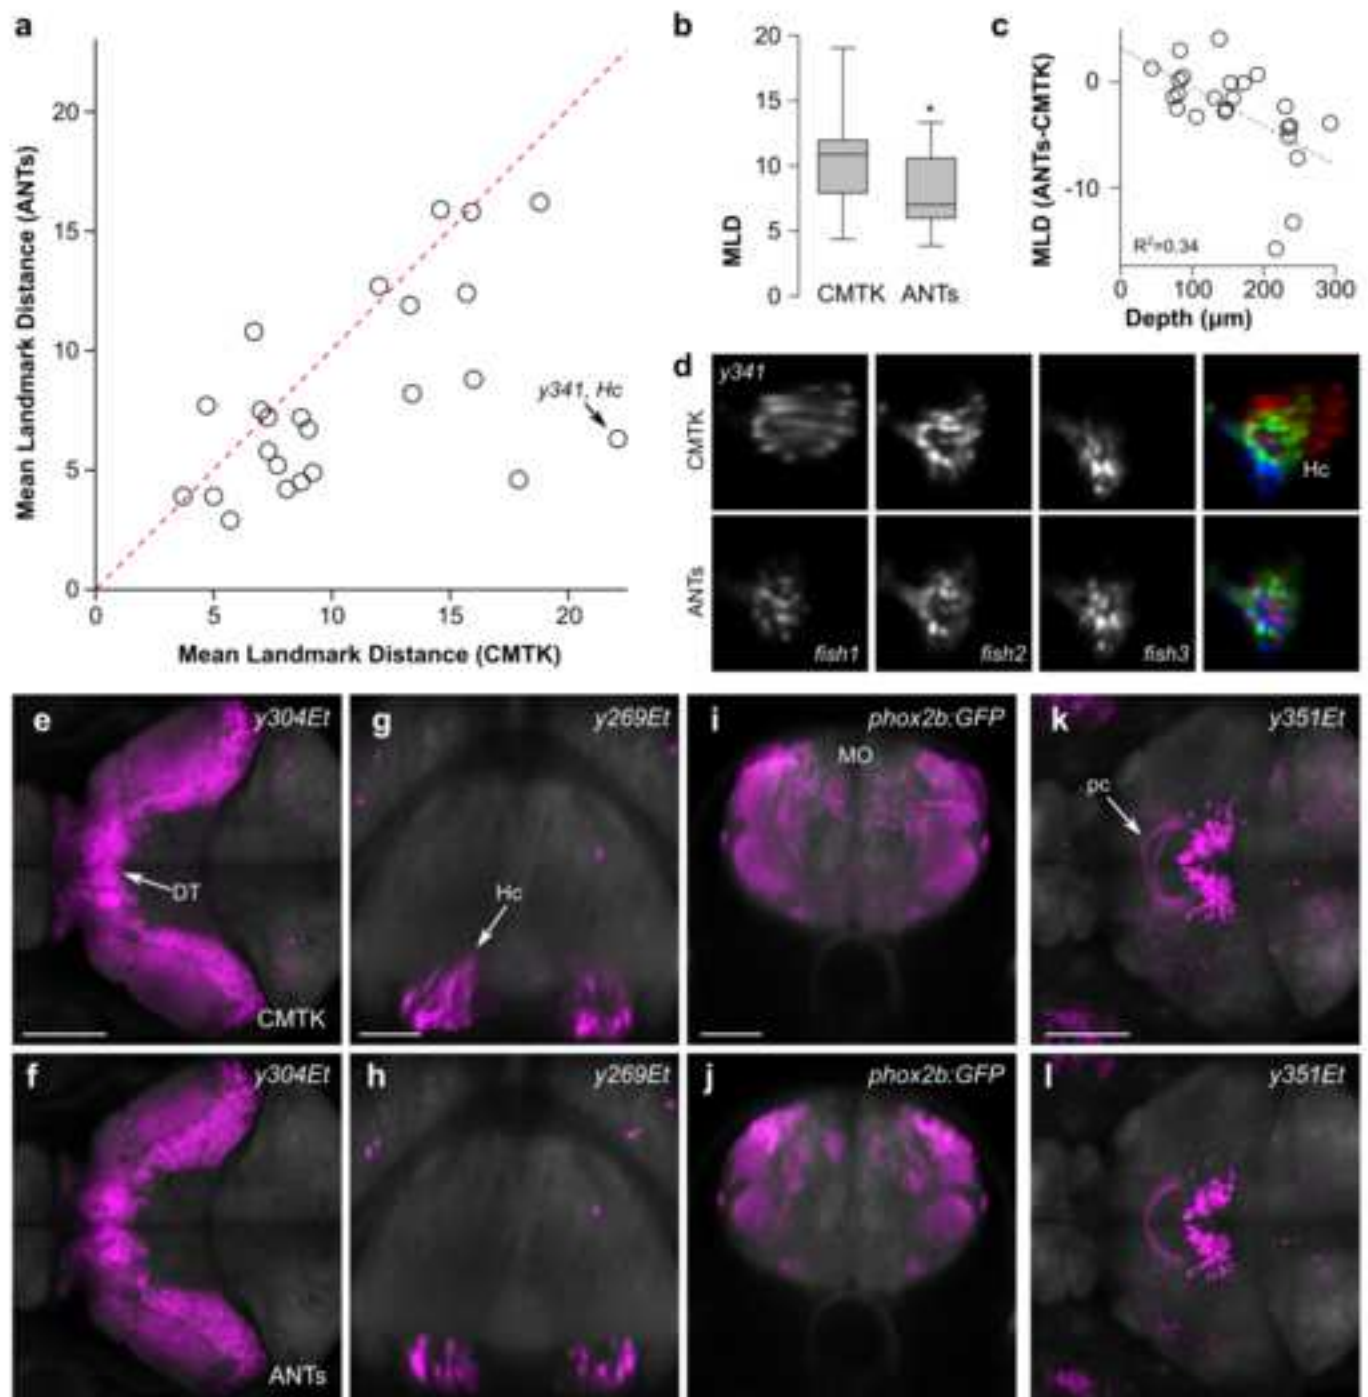 a
Mean Landmark Distance (ANTs)
20
15
10
5
0
0 5 10 15 20
Mean Landmark Distance (CMTK)
y341, Hc
b
MLD
20
15
10
5
0
*
CMTK ANTs
c
MLD (ANTs-CMTK)
0
-10
R²=0.34
0 100 200 300
Depth (µm)
d
y341
CMTK
Hc
ANTs
fish1
fish2
fish3
e
y304Et
DT
CMTK
g
y269Et
Hc
i
phox2b:GFP
MO
k
y351Et
pc
f
y304Et
ANTs
h
y269Et
j
phox2b:GFP
l
y351Et